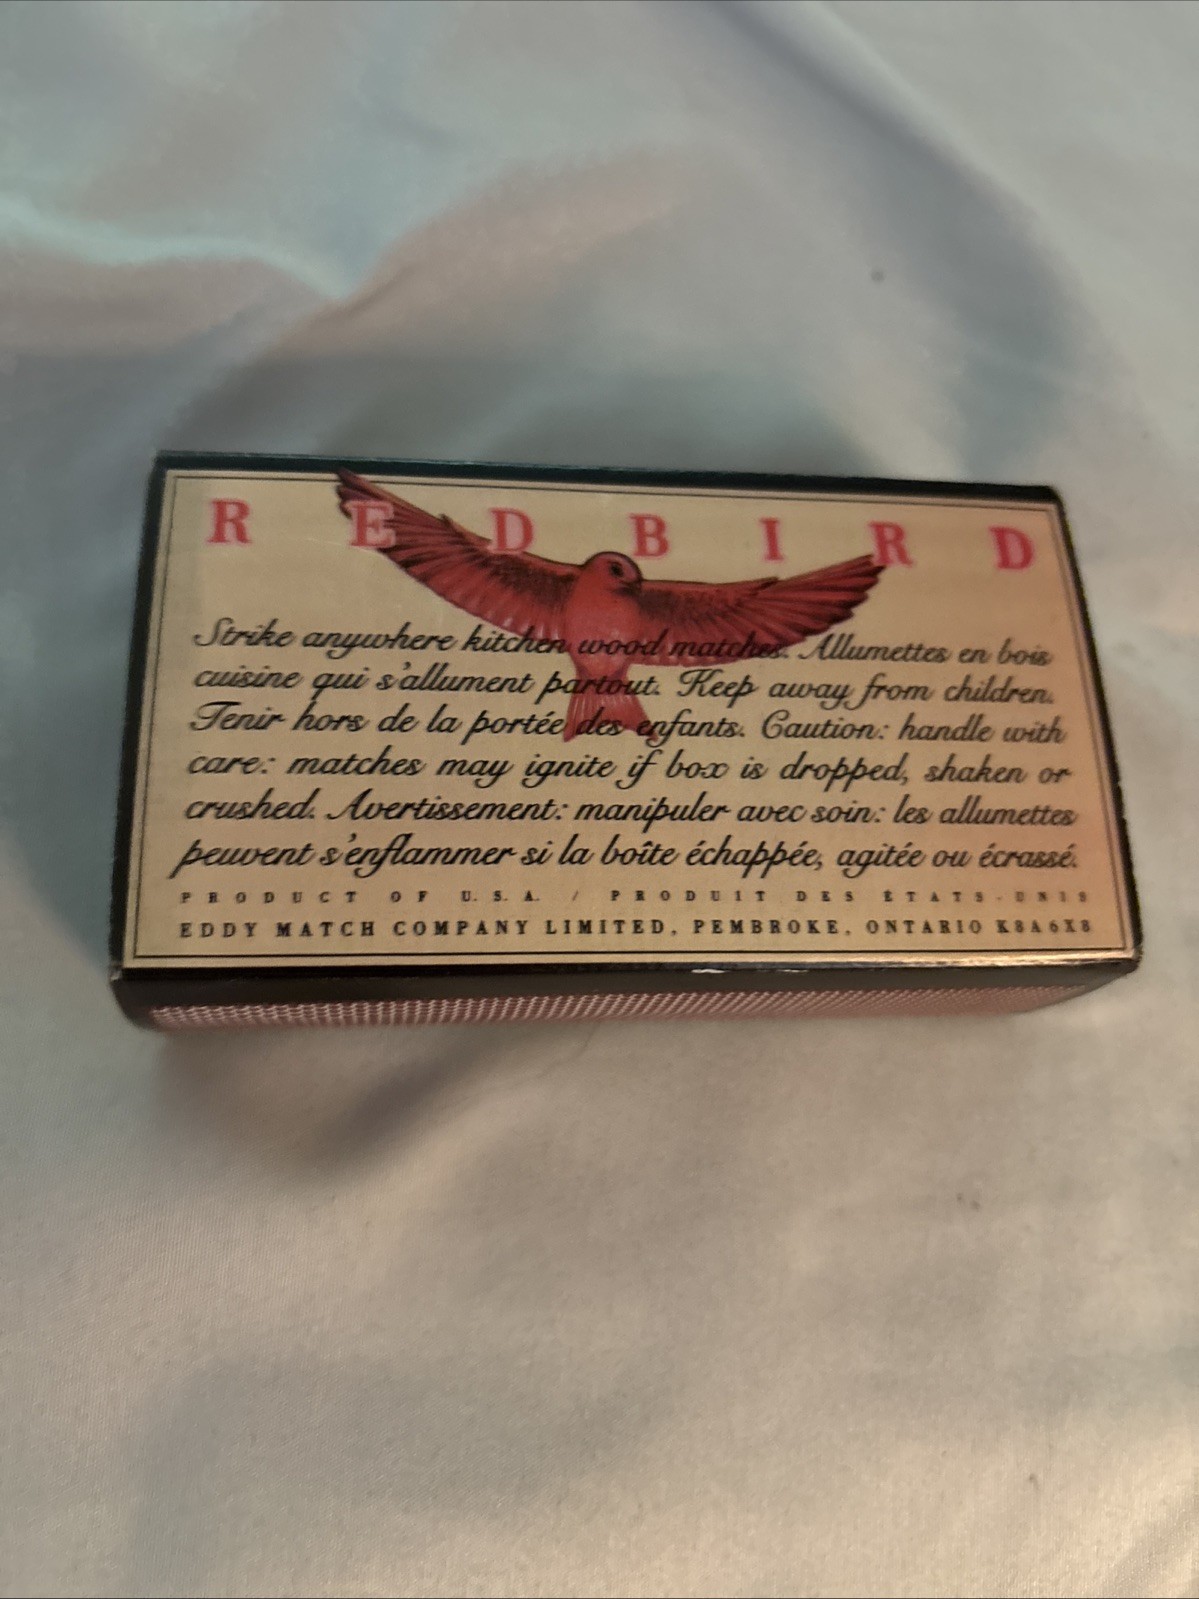 REDBIRD
Strike anywhere kitchen wood matches. Allumettes en bois
cuisine qui s'allument partout. Keep away from children.
Tenir hors de la portée des enfants. Caution: handle with
care: matches may ignite if box is dropped, shaken or
crushed. Avertissement: manipuler avec soin: les allumettes
peuvent s'enflammer si la boîte échappée, agitée ou écrassé.
PRODUCT OF U.S.A. / PRODUIT DES ÉTATS-UNIS
EDDY MATCH COMPANY LIMITED, PEMBROKE, ONTARIO K8A6X8